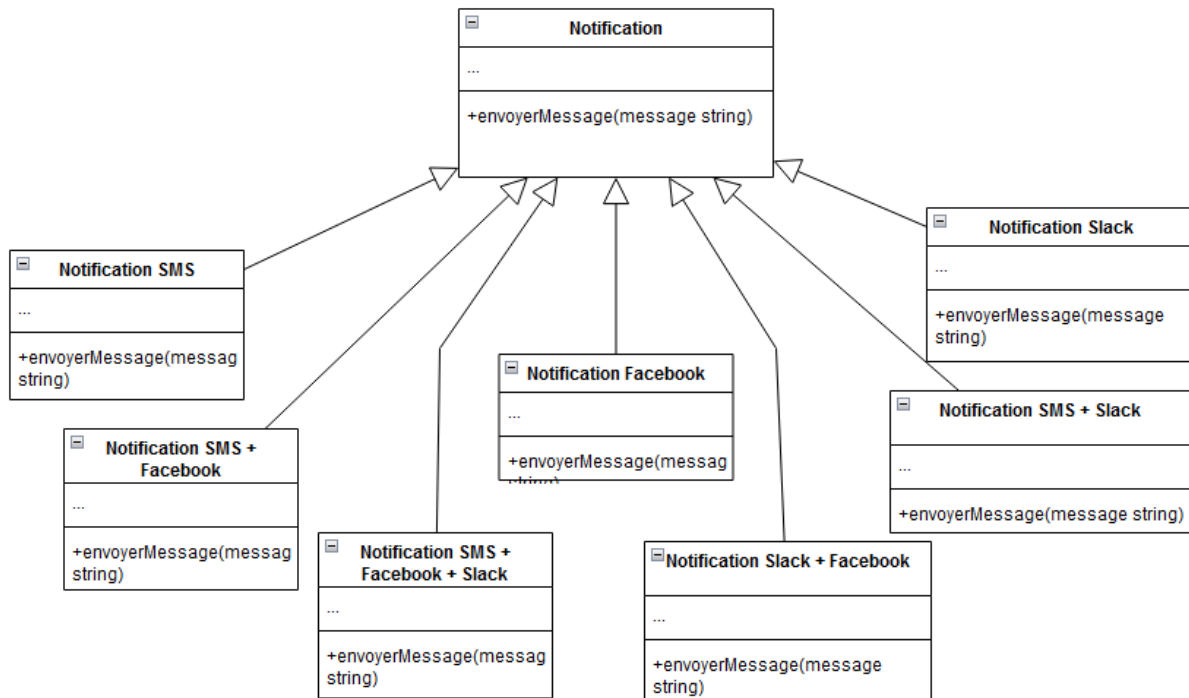 Notification
...
+envoyerMessage(message string)
Notification Slack
...
+envoyerMessage(message
string)
Notification SMS
...
+envoyerMessage(messag
string)
Notification Facebook
...
+envoyerMessage(messag
Notification SMS + Slack
...
+envoyerMessage(message string)
Notification SMS +
Facebook
...
+envoyerMessage(messag
string)
Notification SMS +
Facebook + Slack
...
+envoyerMessage(messag
string)
Notification Slack + Facebook
...
+envoyerMessage(message
string)